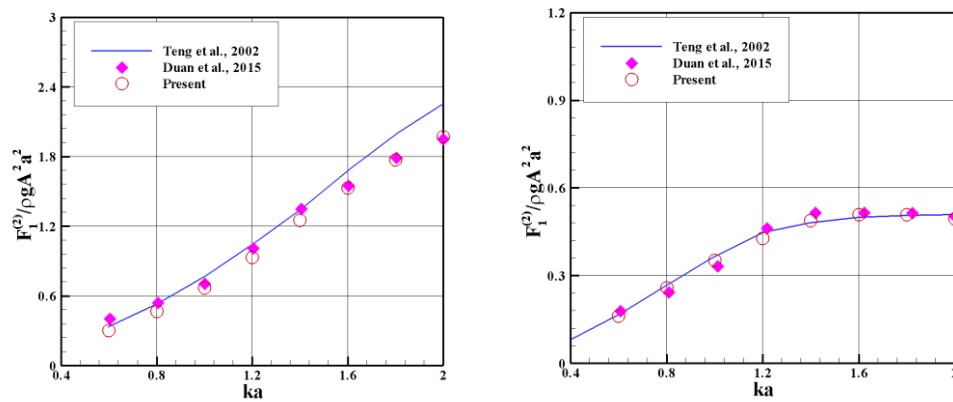 3
2.4
1.8
1.2
0.6
0
0.4
0.8
1.2
1.6
2
ka
F₁⁽²⁾/ρgA²a²
Teng et al., 2002
Duan et al., 2015
Present
1.2
0.9
0.6
0.3
0
0.4
0.8
1.2
1.6
2
ka
F₁⁽²⁾/ρgA²a²
Teng et al., 2002
Duan et al., 2015
Present